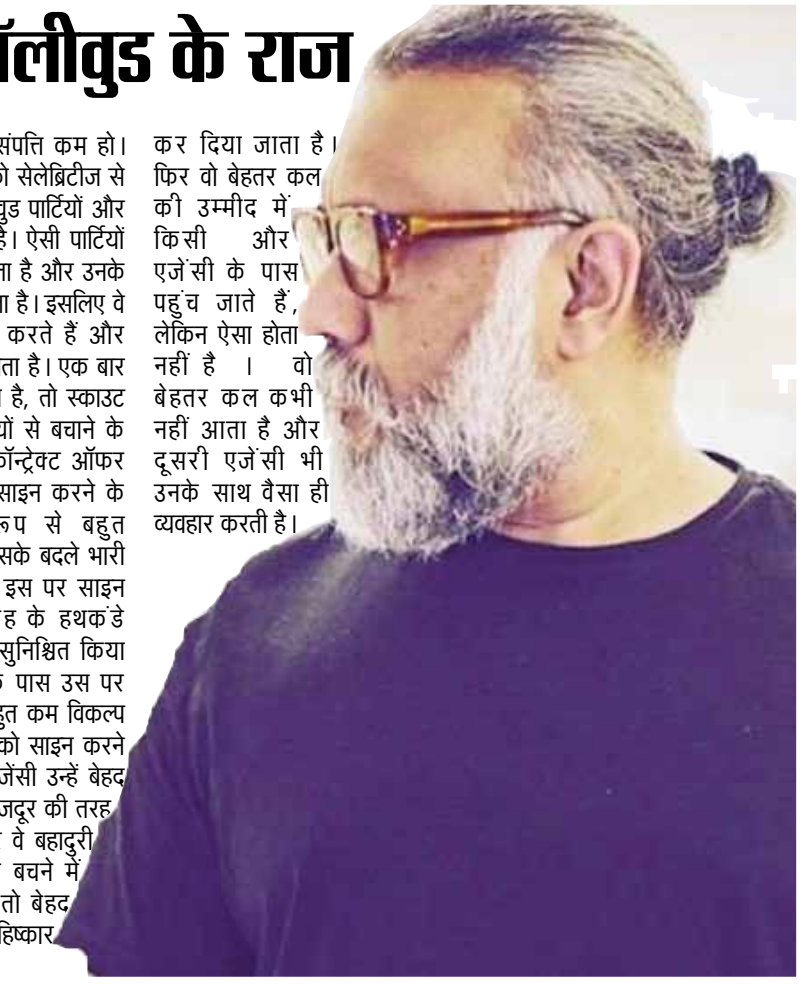 लीवुड के राज
संपत्ति कम हो।
सेलेब्रिटीज से
पार्टियों और
है। ऐसी पार्टियों
है और उनके
है। इसलिए वे
करते हैं और
है। एक बार
है, तो स्काउट
से बचाने के
कॉन्ट्रेक्ट ऑफर
साइन करने के
से बहुत
बदले भारी
इस पर साइन
के हथकंडे
सुनिश्चित किया
पास उस पर
कम विकल्प
को साइन करने
उन्हें बेहद
की तरह
वे बहादुरी
बचने में
तो बेहद
कर दिया जाता है।
फिर वो बेहतर कल
की उम्मीद में
किसी और
एजेंसी के पास
पहुंच जाते हैं,
लेकिन ऐसा होता
नहीं है । वो
बेहतर कल कभी
नहीं आता है और
दूसरी एजेंसी भी
उनके साथ वैसा ही
व्यवहार करती है।